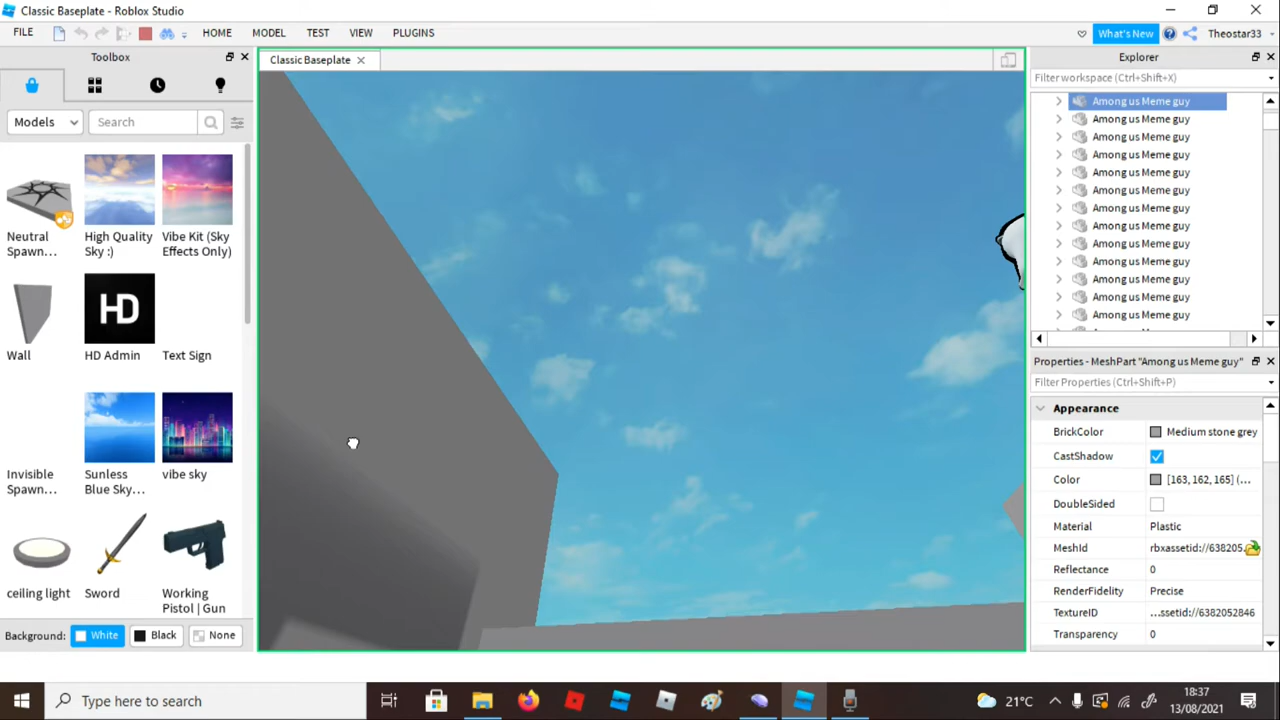 Classic Baseplate - Roblox Studio
FILE HOME MODEL TEST VIEW PLUGINS What's New Theostar33
Toolbox
Models Search
Neutral Spawn...
High Quality Sky :)
Vibe Kit (Sky Effects Only)
Wall
HD
HD Admin
Text Sign
Invisible Spawn...
Sunless Blue Sky...
vibe sky
ceiling light
Sword
Working Pistol | Gun
Background: White Black None
Classic Baseplate
Explorer
Filter workspace (Ctrl+Shift+X)
Among us Meme guy
Among us Meme guy
Among us Meme guy
Among us Meme guy
Among us Meme guy
Among us Meme guy
Among us Meme guy
Among us Meme guy
Among us Meme guy
Among us Meme guy
Among us Meme guy
Among us Meme guy
Among us Meme guy
Properties - MeshPart "Among us Meme guy"
Filter Properties (Ctrl+Shift+P)
Appearance
BrickColor Medium stone grey
CastShadow
Color [163, 162, 165] (...
DoubleSided
Material Plastic
MeshId rbxassetid://638205...
Reflectance 0
RenderFidelity Precise
TextureID ...ssetid://6382052846
Transparency 0
Type here to search
21°C
18:37
13/08/2021